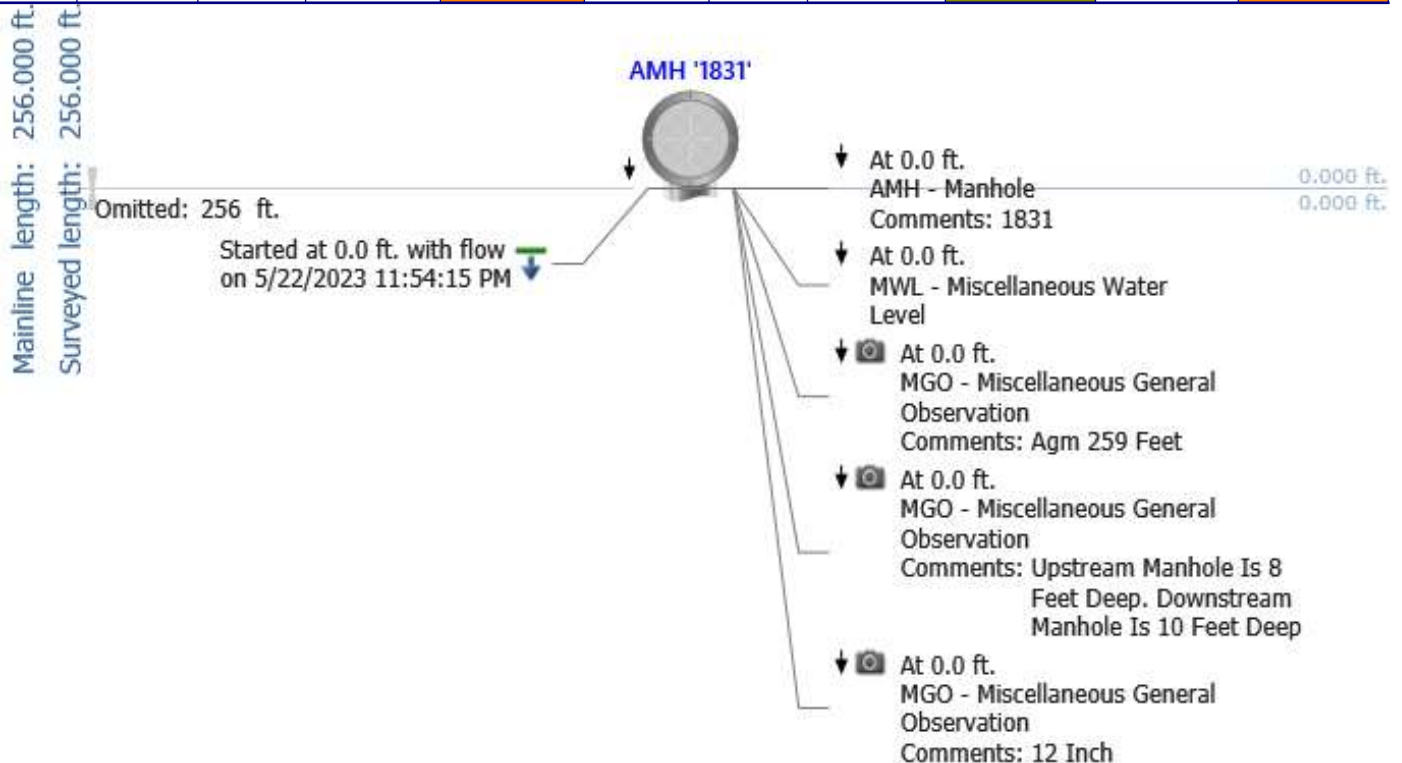 Mainline length: 256.000 ft.
Surveyed length: 256.000 ft.
AMH '1831'
Omitted: 256 ft.
Started at 0.0 ft. with flow
on 5/22/2023 11:54:15 PM
At 0.0 ft.
AMH - Manhole
Comments: 1831
0.000 ft.
0.000 ft.
At 0.0 ft.
MWL - Miscellaneous Water
Level
At 0.0 ft.
MGO - Miscellaneous General
Observation
Comments: Agm 259 Feet
At 0.0 ft.
MGO - Miscellaneous General
Observation
Comments: Upstream Manhole Is 8
Feet Deep. Downstream
Manhole Is 10 Feet Deep
At 0.0 ft.
MGO - Miscellaneous General
Observation
Comments: 12 Inch